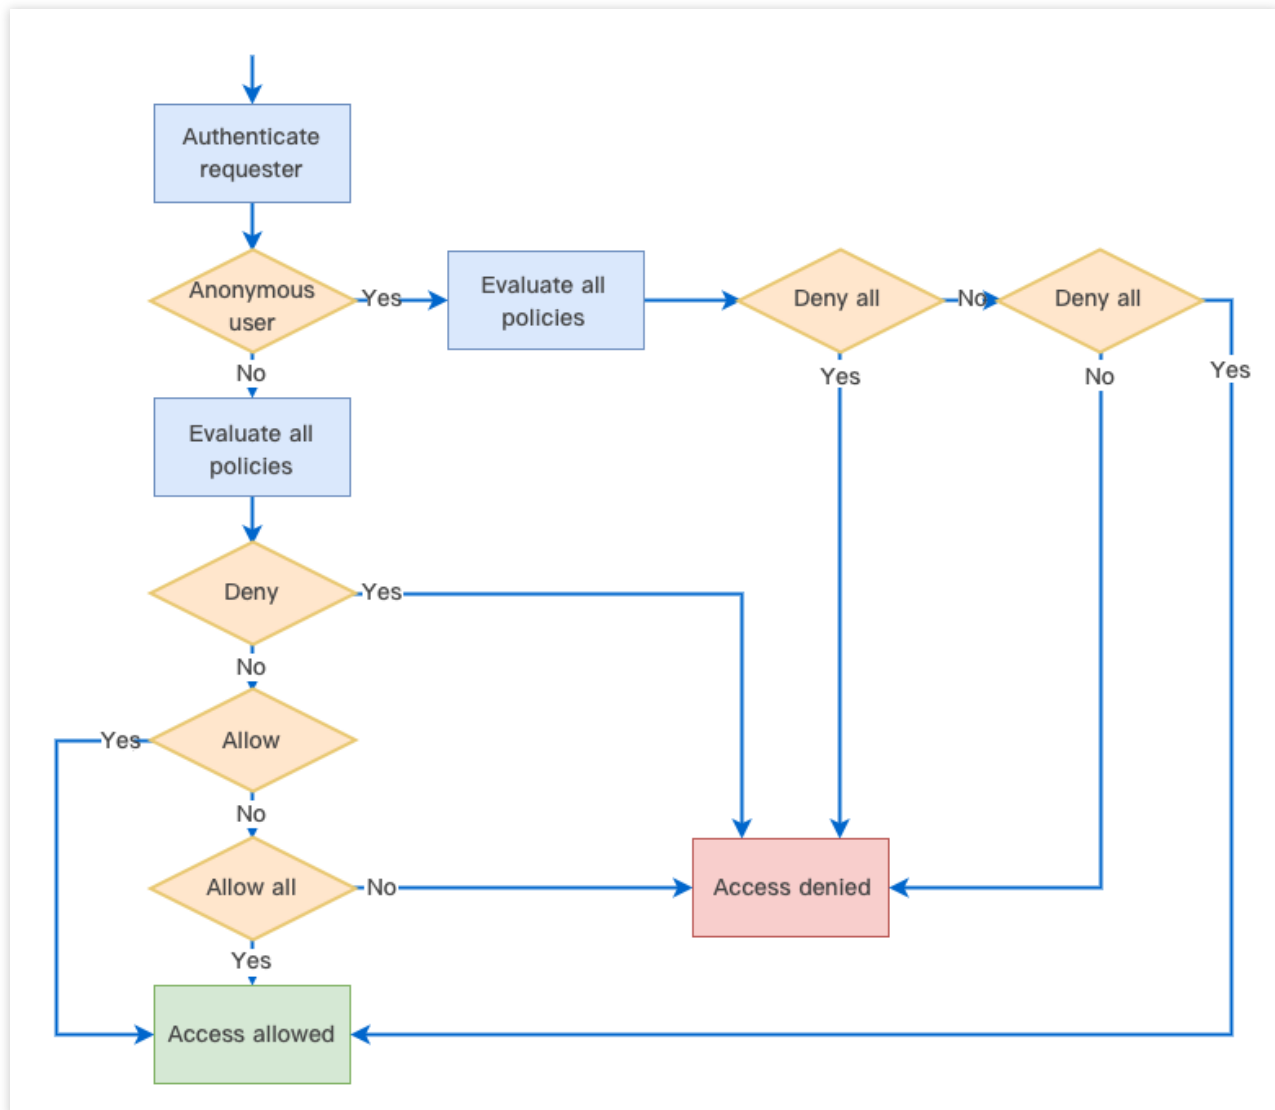 Authenticate
requester
Anonymous
user
Yes
Evaluate all
policies
Deny all
No
Deny all
No
Yes
No
Yes
Evaluate all
policies
Deny
Yes
No
Allow
Yes
No
Allow all
No
Access denied
Yes
Access allowed